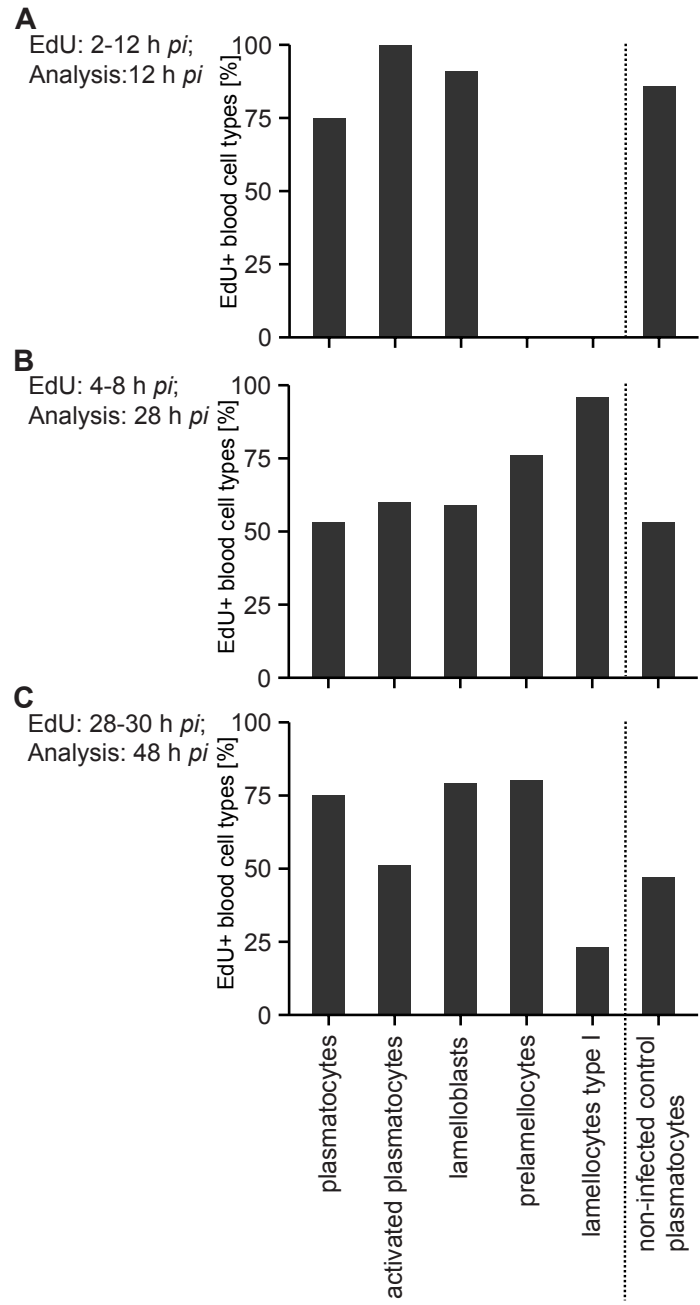 A
EdU: 2-12 h pi;
Analysis:12 h pi
EdU+ blood cell types [%]
100
75
50
25
0
B
EdU: 4-8 h pi;
Analysis: 28 h pi
EdU+ blood cell types [%]
100
75
50
25
0
C
EdU: 28-30 h pi;
Analysis: 48 h pi
EdU+ blood cell types [%]
100
75
50
25
0
plasmatocytes
activated plasmatocytes
lamelloblasts
prelamellocytes
lamellocytes type I
non-infected control
plasmatocytes